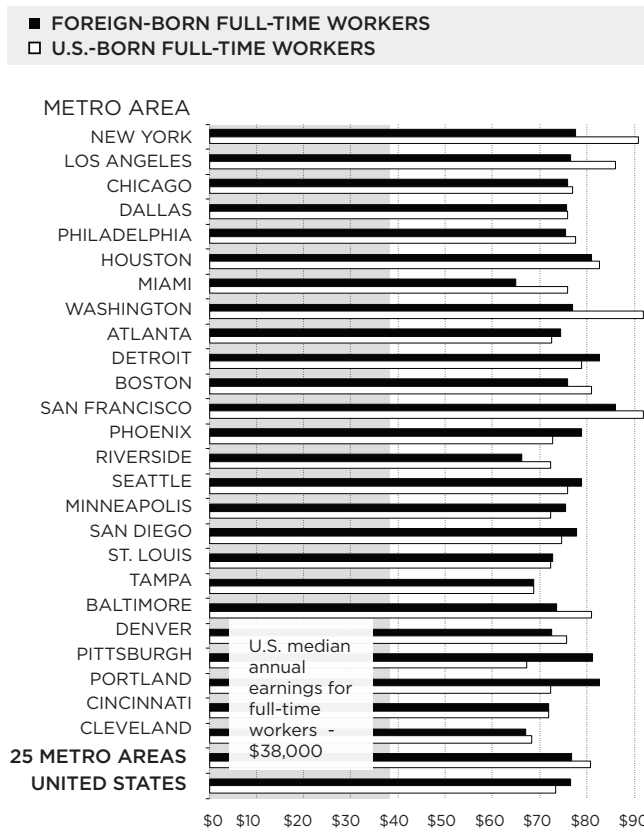 FOREIGN-BORN FULL-TIME WORKERS
U.S.-BORN FULL-TIME WORKERS
METRO AREA
NEW YORK
LOS ANGELES
CHICAGO
DALLAS
PHILADELPHIA
HOUSTON
MIAMI
WASHINGTON
ATLANTA
DETROIT
BOSTON
SAN FRANCISCO
PHOENIX
RIVERSIDE
SEATTLE
MINNEAPOLIS
SAN DIEGO
ST. LOUIS
TAMPA
BALTIMORE
DENVER
PITTSBURGH
PORTLAND
CINCINNATI
CLEVELAND
25 METRO AREAS
UNITED STATES
U.S. median
annual
earnings for
full-time
workers -
$38,000
$0 $10 $20 $30 $40 $50 $60 $70 $80 $90